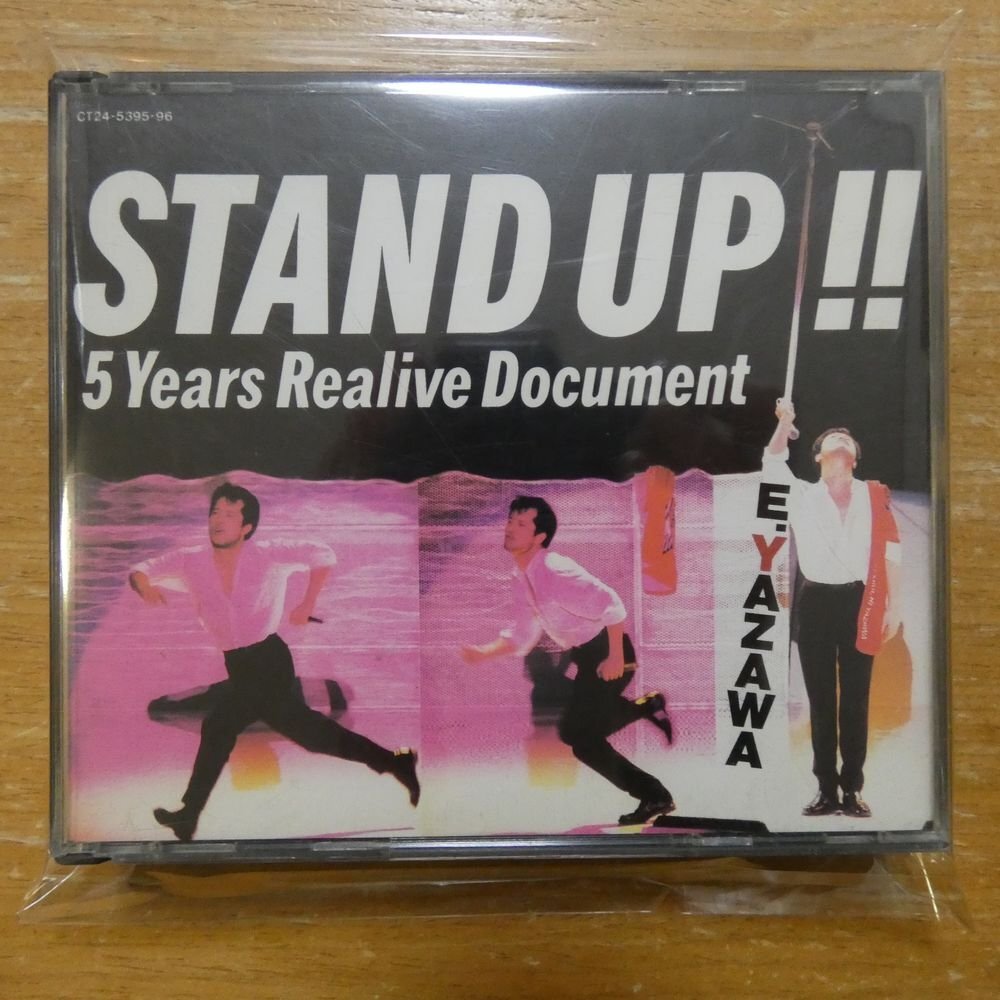 CT24-5395-96
STAND UP !!
5 Years Realive Document
E.YAZAWA